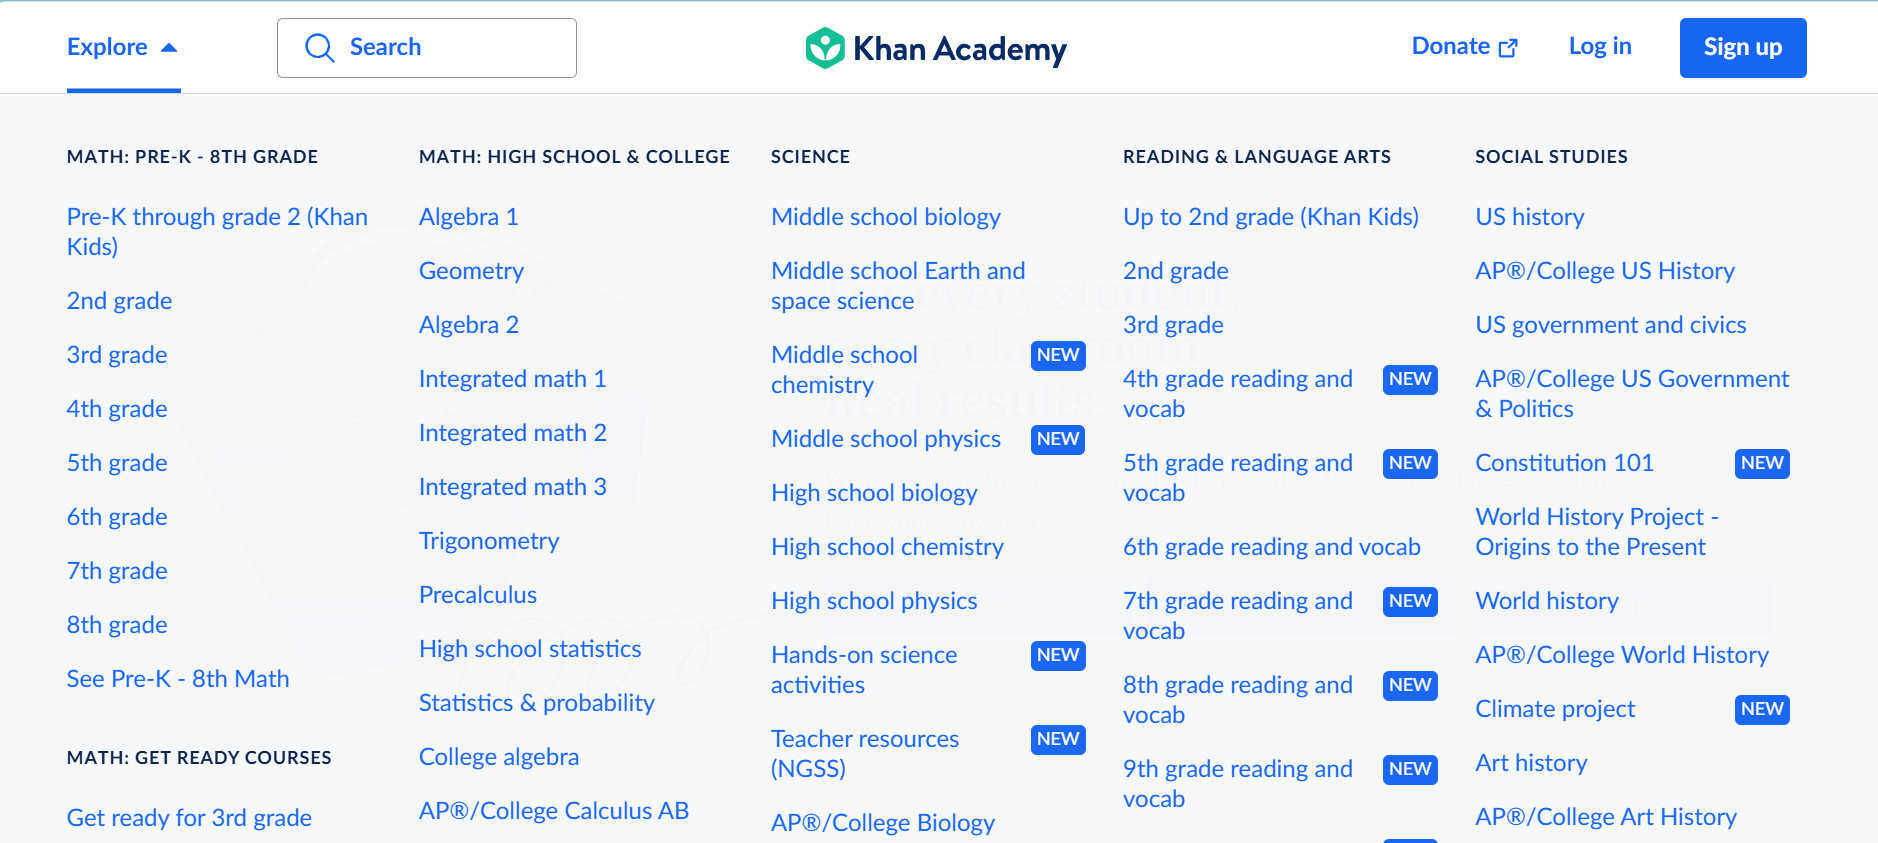 Explore
Search
Khan Academy
Donate
Log in
Sign up
MATH: PRE-K - 8TH GRADE
Pre-K through grade 2 (Khan
Kids)
2nd grade
3rd grade
4th grade
5th grade
6th grade
7th grade
8th grade
See Pre-K - 8th Math
MATH: GET READY COURSES
Get ready for 3rd grade
MATH: HIGH SCHOOL & COLLEGE
Algebra 1
Geometry
Algebra 2
Integrated math 1
Integrated math 2
Integrated math 3
Trigonometry
Precalculus
High school statistics
Statistics & probability
College algebra
AP®/College Calculus AB
SCIENCE
Middle school biology
Middle school Earth and
space science
Middle school NEW
chemistry
Middle school physics NEW
High school biology
High school chemistry
High school physics
Hands-on science NEW
activities
Teacher resources NEW
(NGSS)
AP®/College Biology
READING & LANGUAGE ARTS
Up to 2nd grade (Khan Kids)
2nd grade
3rd grade
4th grade reading and NEW
vocab
5th grade reading and NEW
vocab
6th grade reading and vocab
7th grade reading and NEW
vocab
8th grade reading and NEW
vocab
9th grade reading and NEW
vocab
SOCIAL STUDIES
US history
AP®/College US History
US government and civics
AP®/College US Government
& Politics
Constitution 101 NEW
World History Project -
Origins to the Present
World history
AP®/College World History
Climate project NEW
Art history
AP®/College Art History
every student,
every classroom.
Real results.